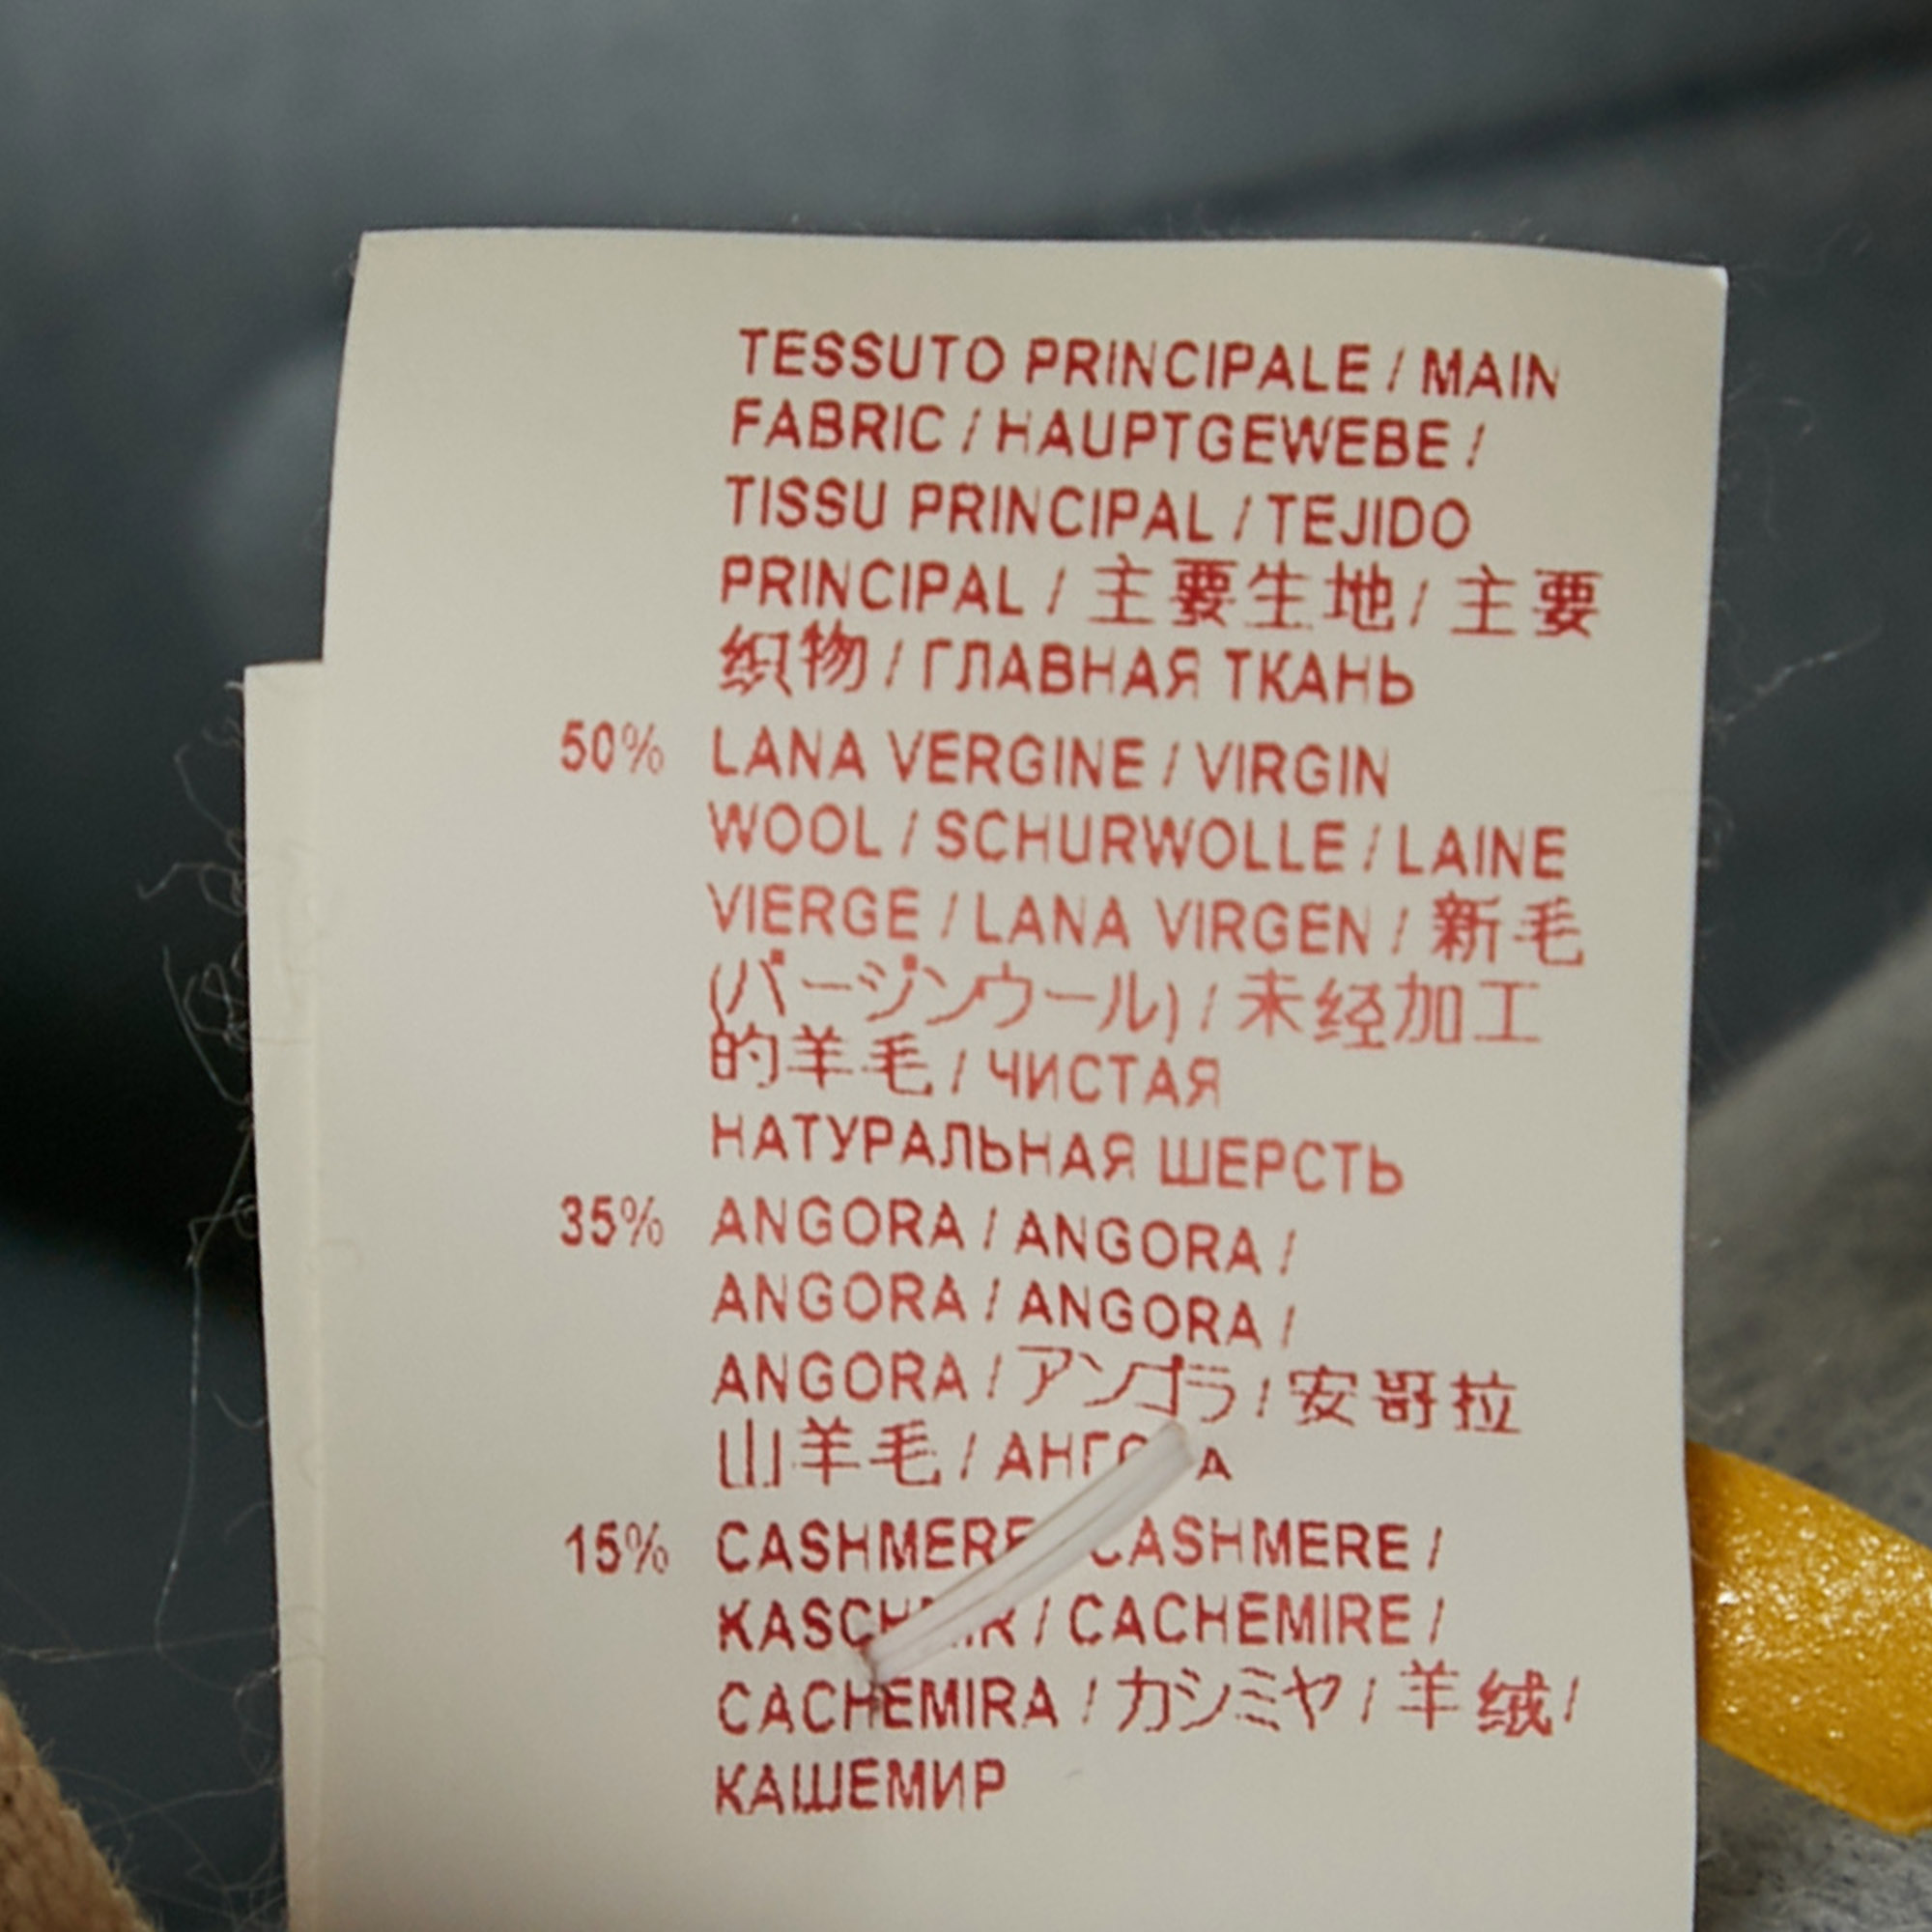 TESSUTO PRINCIPALE / MAIN
FABRIC / HAUPTGEWEBE /
TISSU PRINCIPAL / TEJIDO
PRINCIPAL / 主要生地 / 主要
织物 / ГЛАВНАЯ ТКАНЬ
50% LANA VERGINE / VIRGIN
WOOL / SCHURWOLLE / LAINE
VIERGE / LANA VIRGEN / 新毛
(バージンウール) / 未经加工
的羊毛 / ЧИСТАЯ
НАТУРАЛЬНАЯ ШЕРСТЬ
35% ANGORA / ANGORA /
ANGORA / ANGORA /
ANGORA / アンゴラ / 安哥拉
山羊毛 / АНГОРА
15% CASHMERE / CASHMERE /
KASCHMIR / CACHEMIRE /
CACHEMIRA / カシミヤ / 羊绒 /
КАШЕМИР